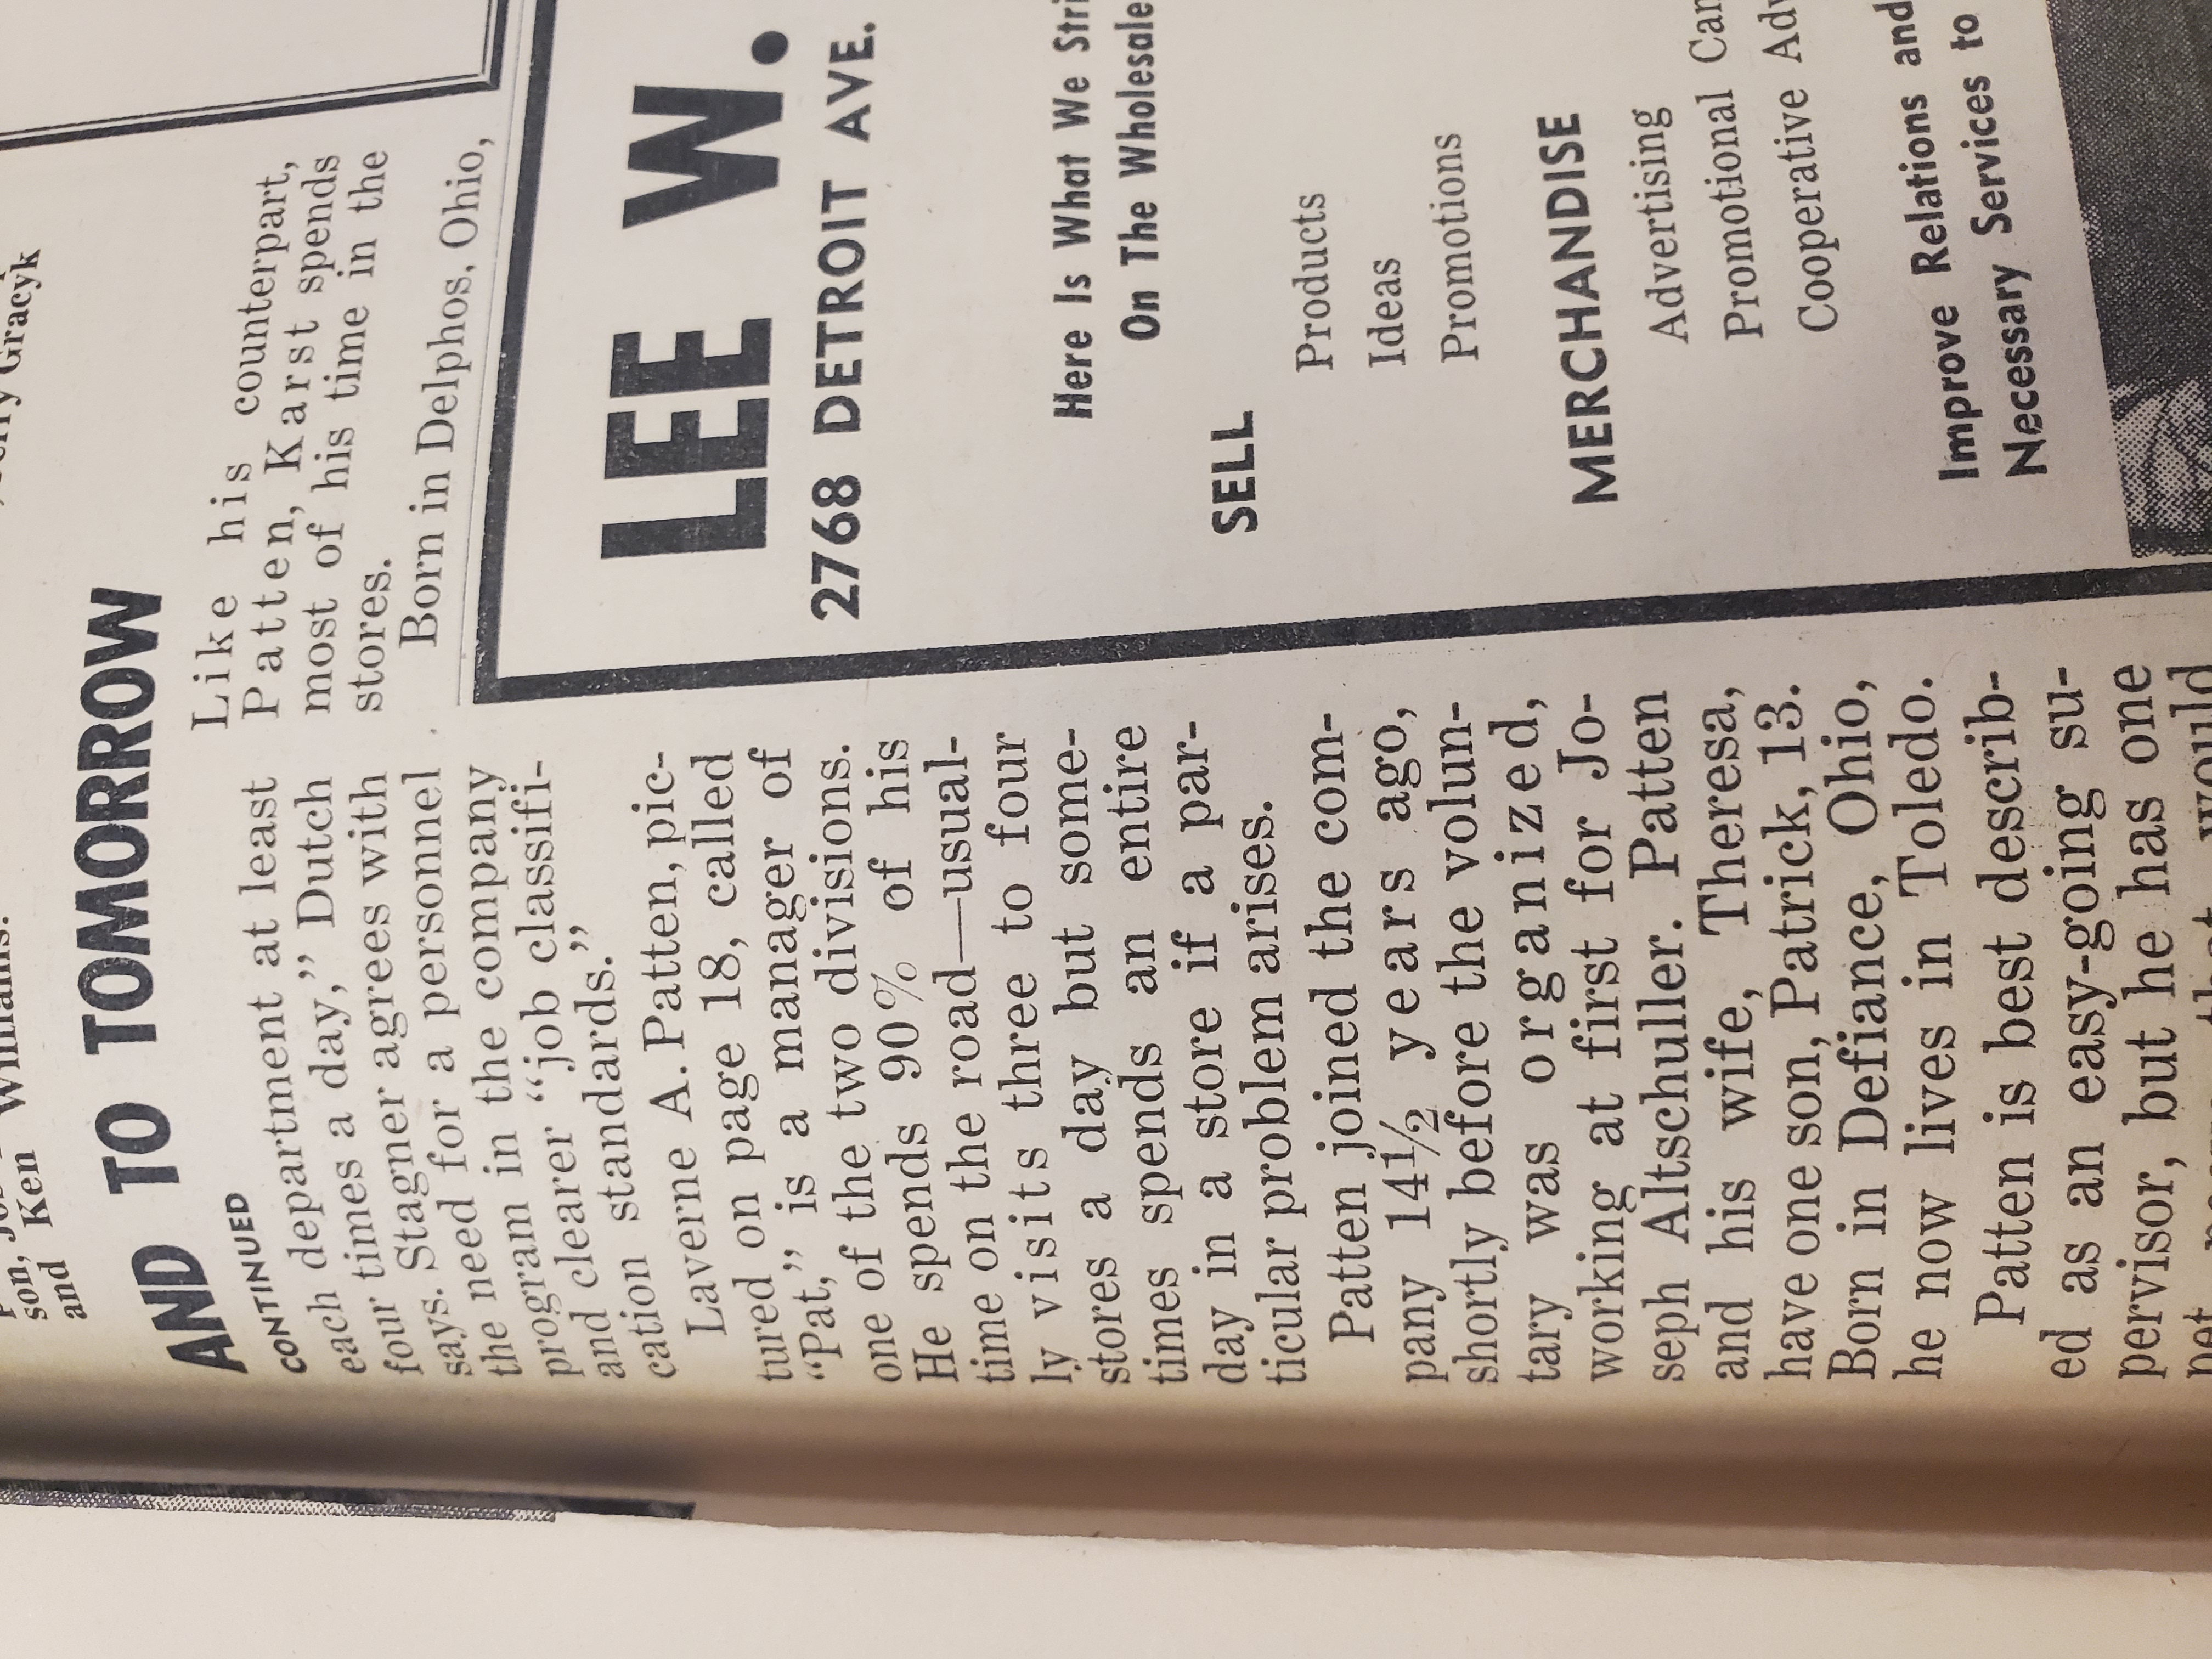 son,
and Ken
AND TO TOMORROW
CONTINUED
each department at least
four times a day," Dutch
says. Stagner agrees with
the need for a personnel
program in the company
and clearer "job classifi-
cation standards."
Laverne A. Patten, pic-
tured on page 18, called
"Pat," is a manager of
one of the two divisions.
He spends 90% of his
time on the road—usual-
ly visits three to four
stores a day but some-
times spends an entire
day in a store if a par-
ticular problem arises.
Patten joined the com-
pany 14½ years ago,
shortly before the volun-
tary was organized,
working at first for Jo-
seph Altschuller. Patten
and his wife, Theresa,
have one son, Patrick, 13.
Born in Defiance, Ohio,
he now lives in Toledo.
Patten is best describ-
ed as an easy-going su-
pervisor, but he has one
would
Gracyk
Like his counterpart,
Patten, Karst spends
most of his time in the
stores.
Born in Delphos, Ohio,
LEE W.
2768 DETROIT AVE.
Here Is What We Stri
On The Wholesale
SELL
Products
Ideas
Promotions
MERCHANDISE
Advertising
Promotional
Cooperative
Improve Relations and
Necessary Services to